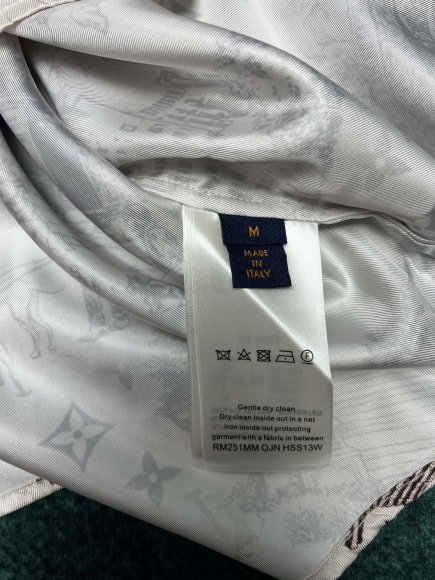 M
MADE
IN
ITALY
Gentle dry clean
Dry clean inside out in a net
Iron inside out protecting
garment with a fabric in between
RM251MM QJN HSS13W